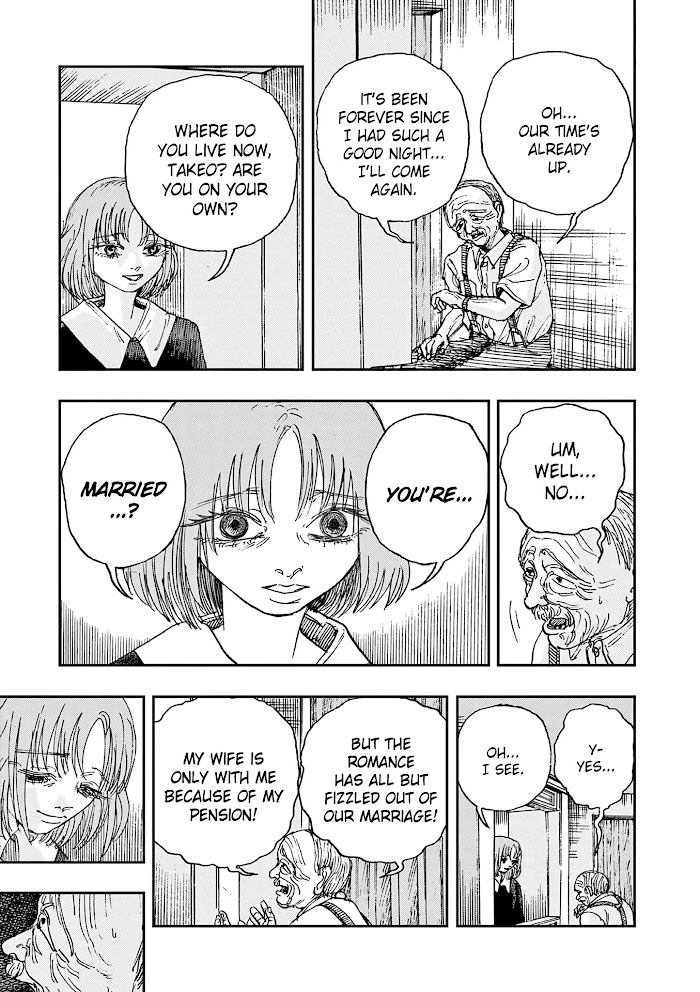 OH...
OUR TIME'S
ALREADY
UP.
IT'S BEEN
FOREVER SINCE
I HAD SUCH A
GOOD NIGHT...
I'LL COME
AGAIN.
WHERE DO
YOU LIVE NOW,
TAKEO? ARE
YOU ON YOUR
OWN?
UM,
WELL...
NO...
YOU'RE...
MARRIED
...?
Y-
YES...
OH...
I SEE.
BUT THE
ROMANCE
HAS ALL BUT
FIZZLED OUT OF
OUR MARRIAGE!
MY WIFE IS
ONLY WITH ME
BECAUSE OF MY
PENSION!